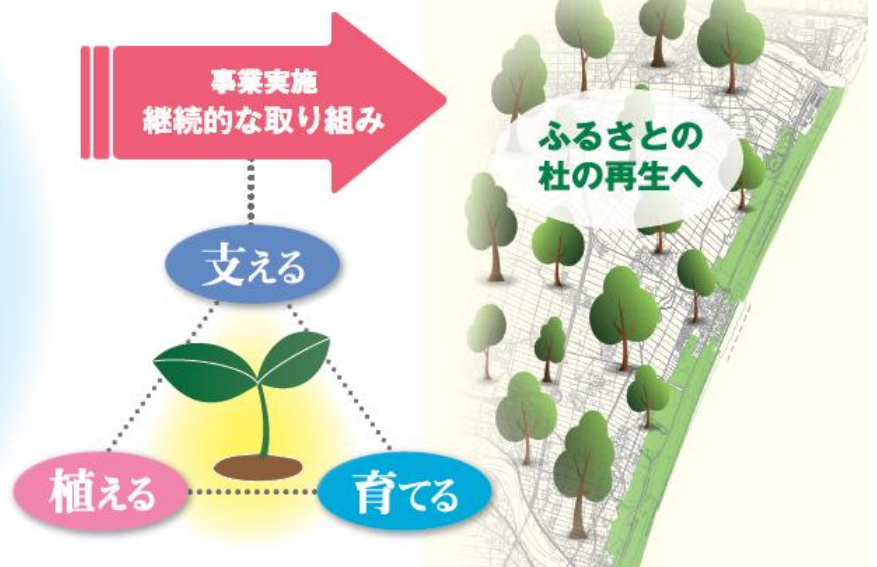 事業実施
継続的な取り組み
ふるさとの
杜の再生へ
支える
植える
育てる